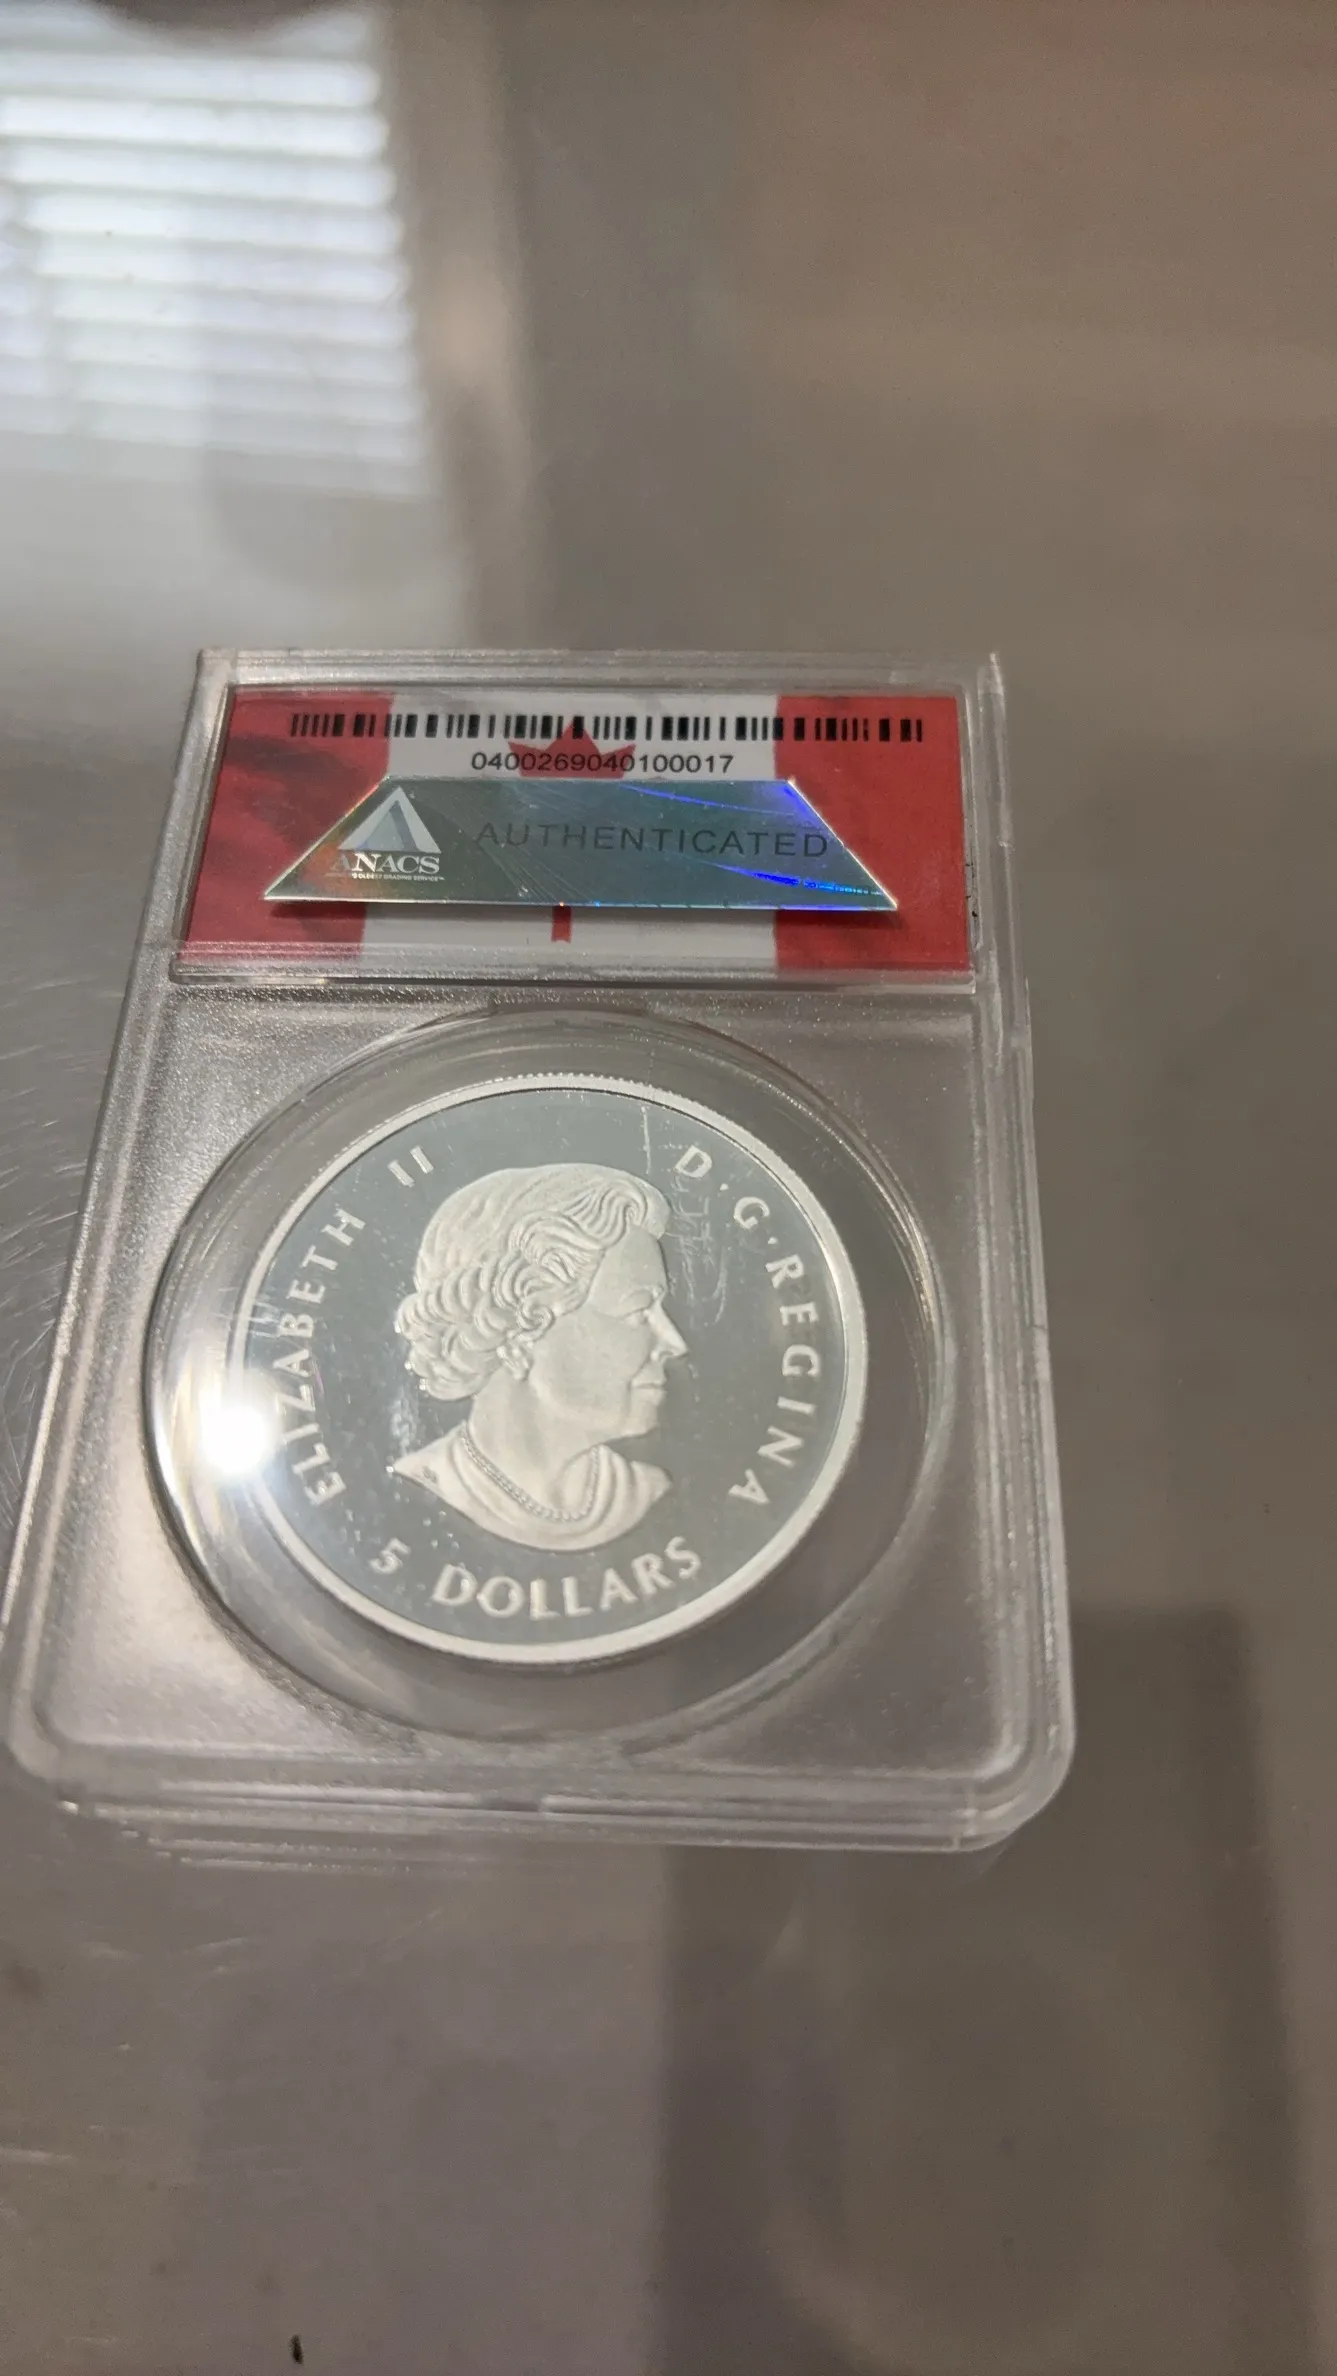 0400269040100017
ANACS
AUTHENTICATED
ELIZABETH II D·G·REGINA
5 DOLLARS